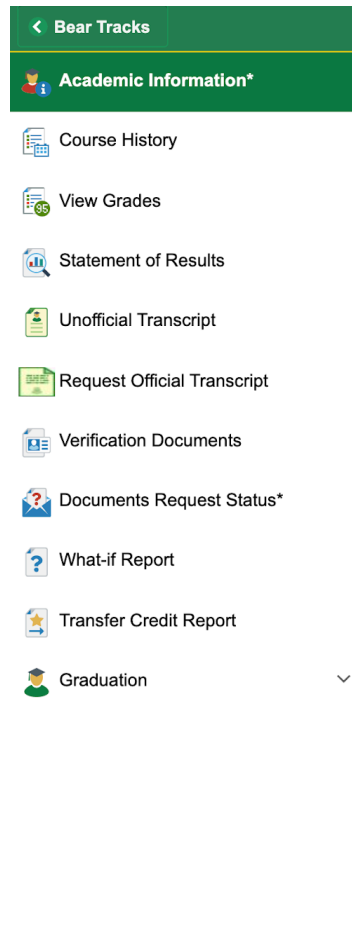 Bear Tracks
Academic Information*
Course History
95
View Grades
Statement of Results
Unofficial Transcript
Request Official Transcript
Verification Documents
?
Documents Request Status*
?
What-if Report
Transfer Credit Report
Graduation